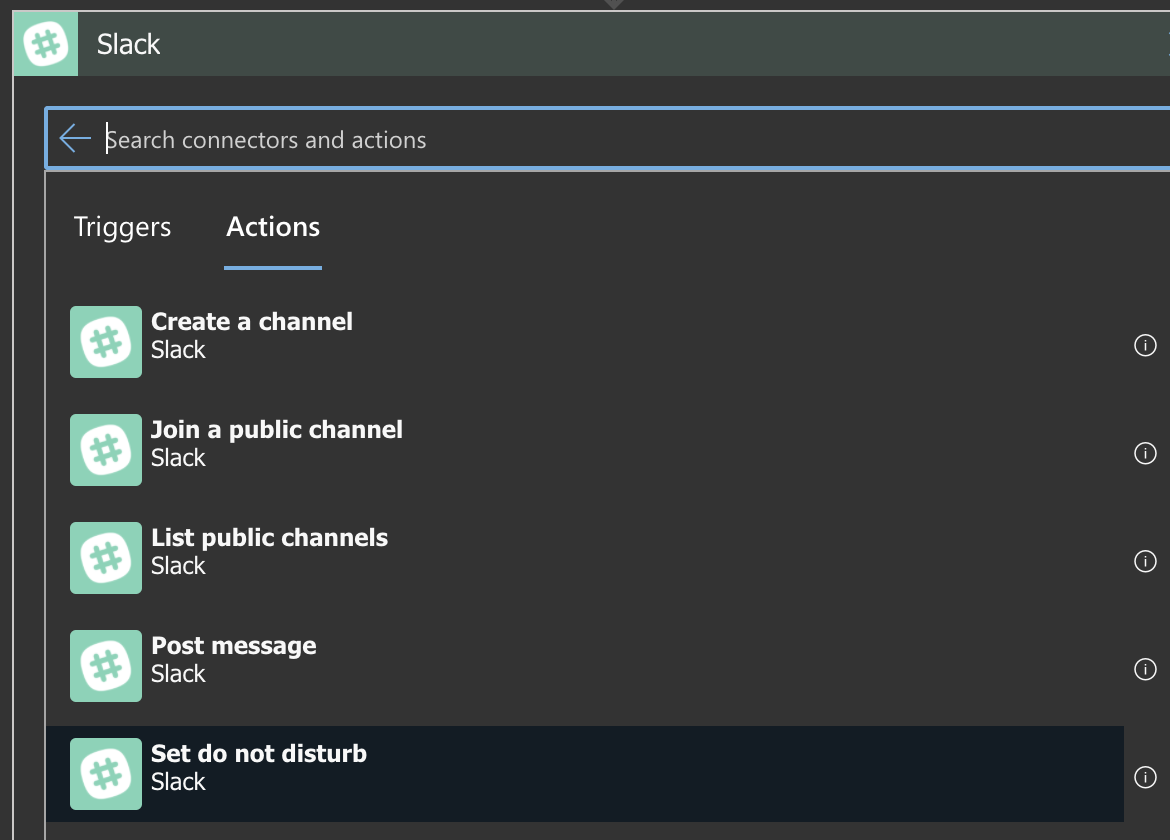 Slack
Search connectors and actions
Triggers Actions
Create a channel
Slack
Join a public channel
Slack
List public channels
Slack
Post message
Slack
Set do not disturb
Slack